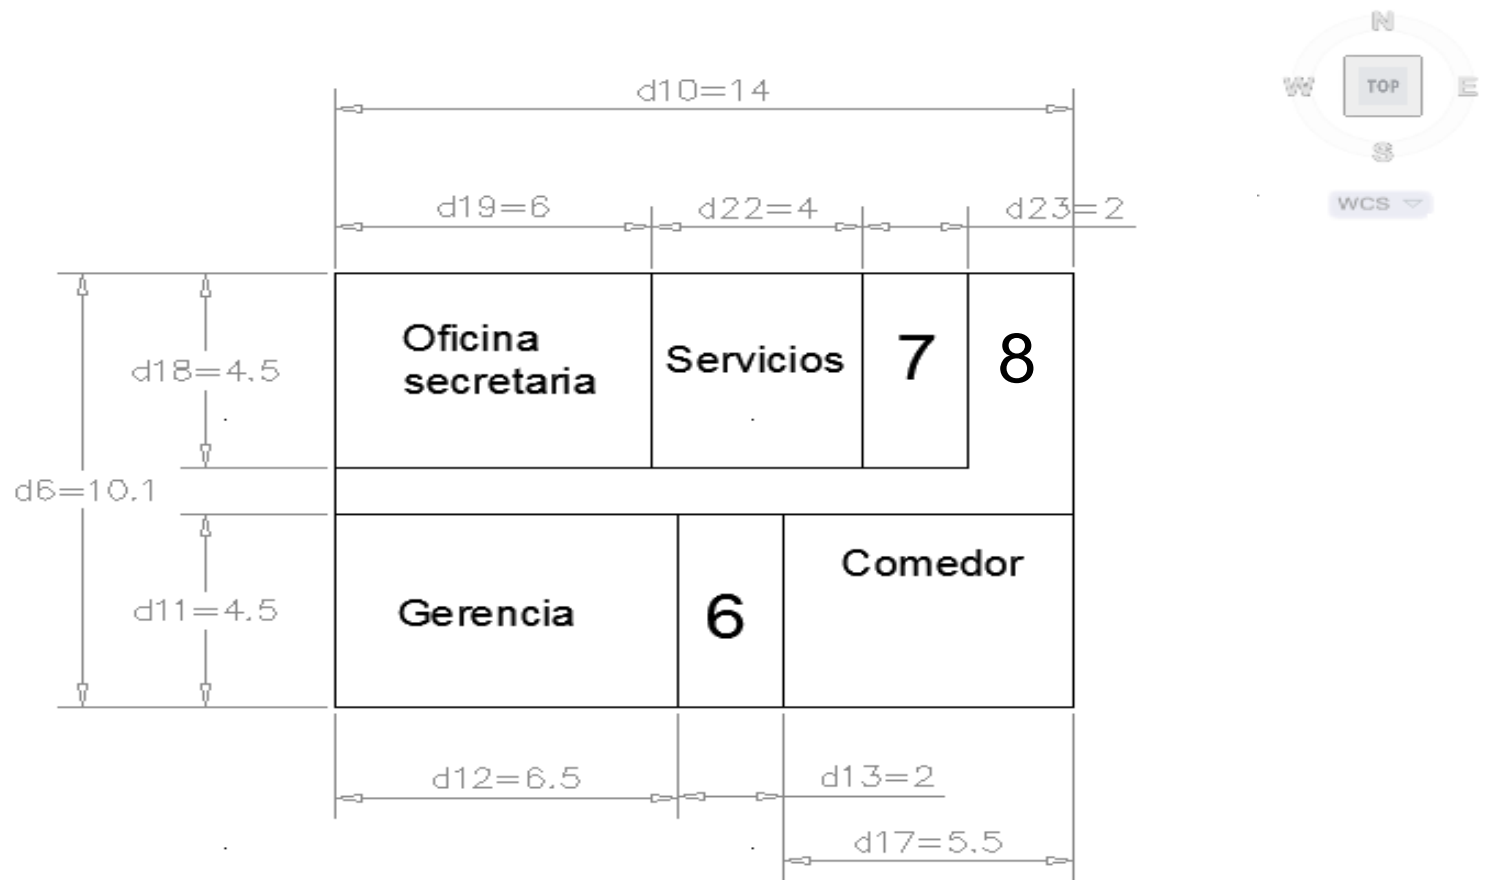 N
W
TOP
E
S
WCS
d10=14
d19=6
d22=4
d23=2
Oficina
secretaria
Servicios
7
8
d18=4.5
d6=10.1
d11=4.5
Gerencia
6
Comedor
d12=6.5
d13=2
d17=5.5